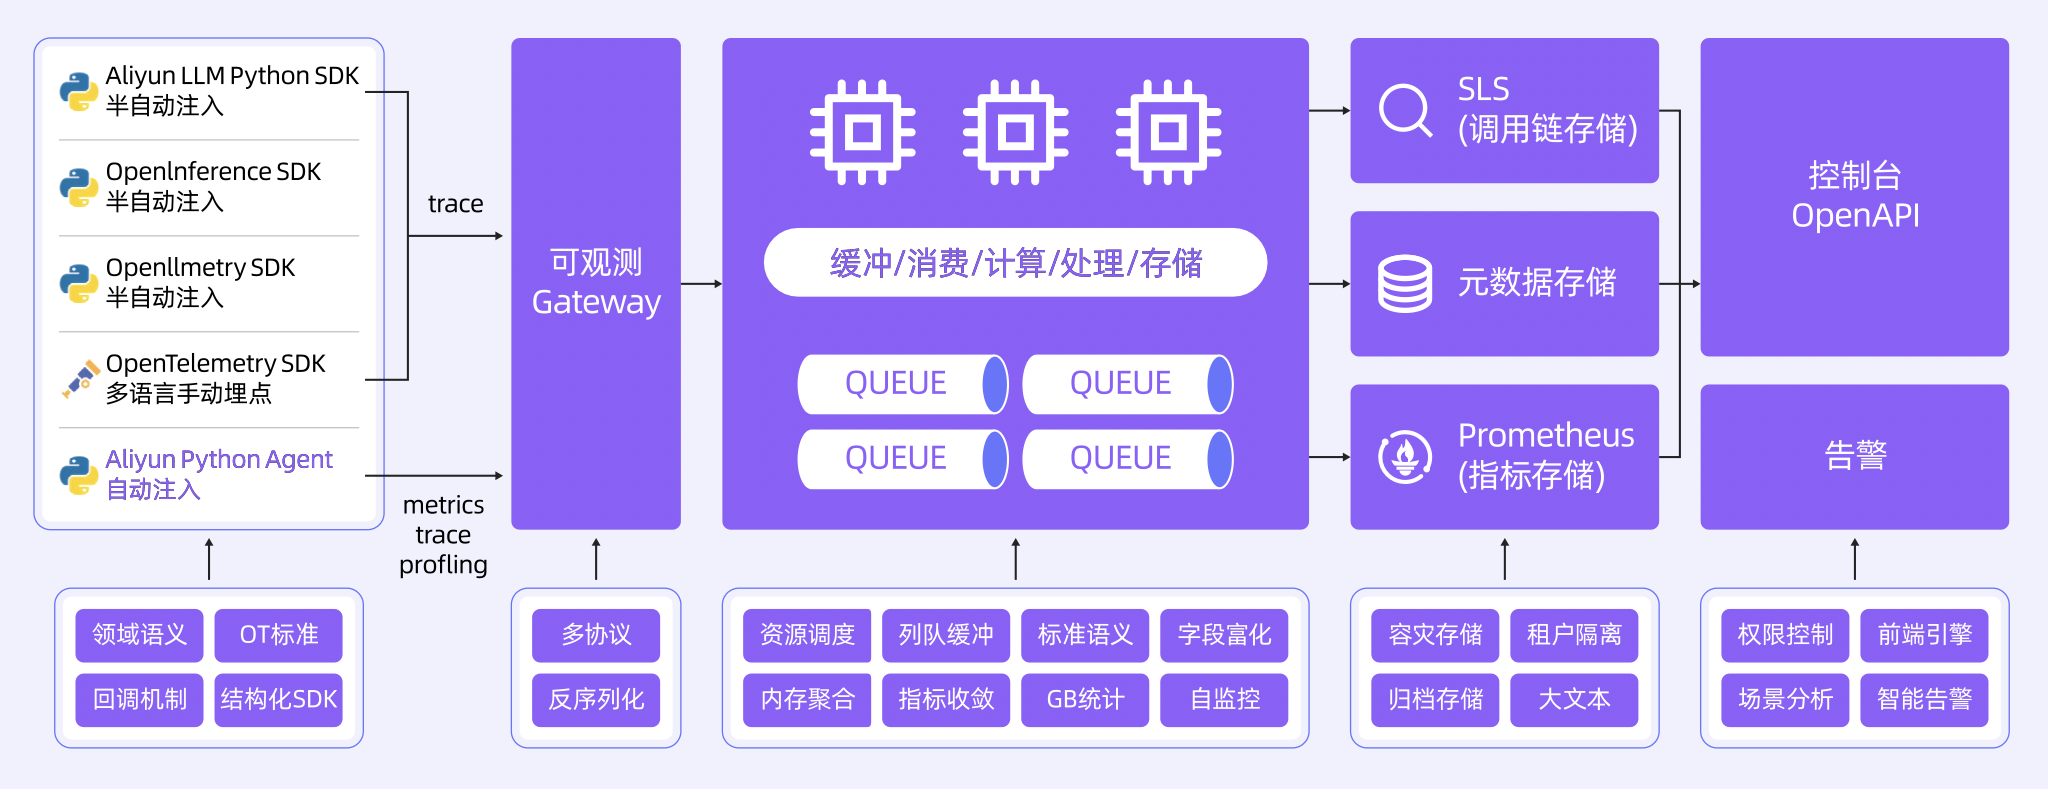 Aliyun LLM Python SDK
半自动注入
OpenInference SDK
半自动注入
Openllmetry SDK
半自动注入
OpenTelemetry SDK
多语言手动埋点
Aliyun Python Agent
自动注入
trace
metrics
trace
profling
可观测
Gateway
缓冲/消费/计算/处理/存储
QUEUE
QUEUE
QUEUE
QUEUE
SLS
(调用链存储)
元数据存储
Prometheus
(指标存储)
控制台
OpenAPI
告警
领域语义
OT标准
回调机制
结构化SDK
多协议
反序列化
资源调度
列队缓冲
标准语义
字段富化
内存聚合
指标收敛
GB统计
自监控
容灾存储
租户隔离
归档存储
大文本
权限控制
前端引擎
场景分析
智能告警